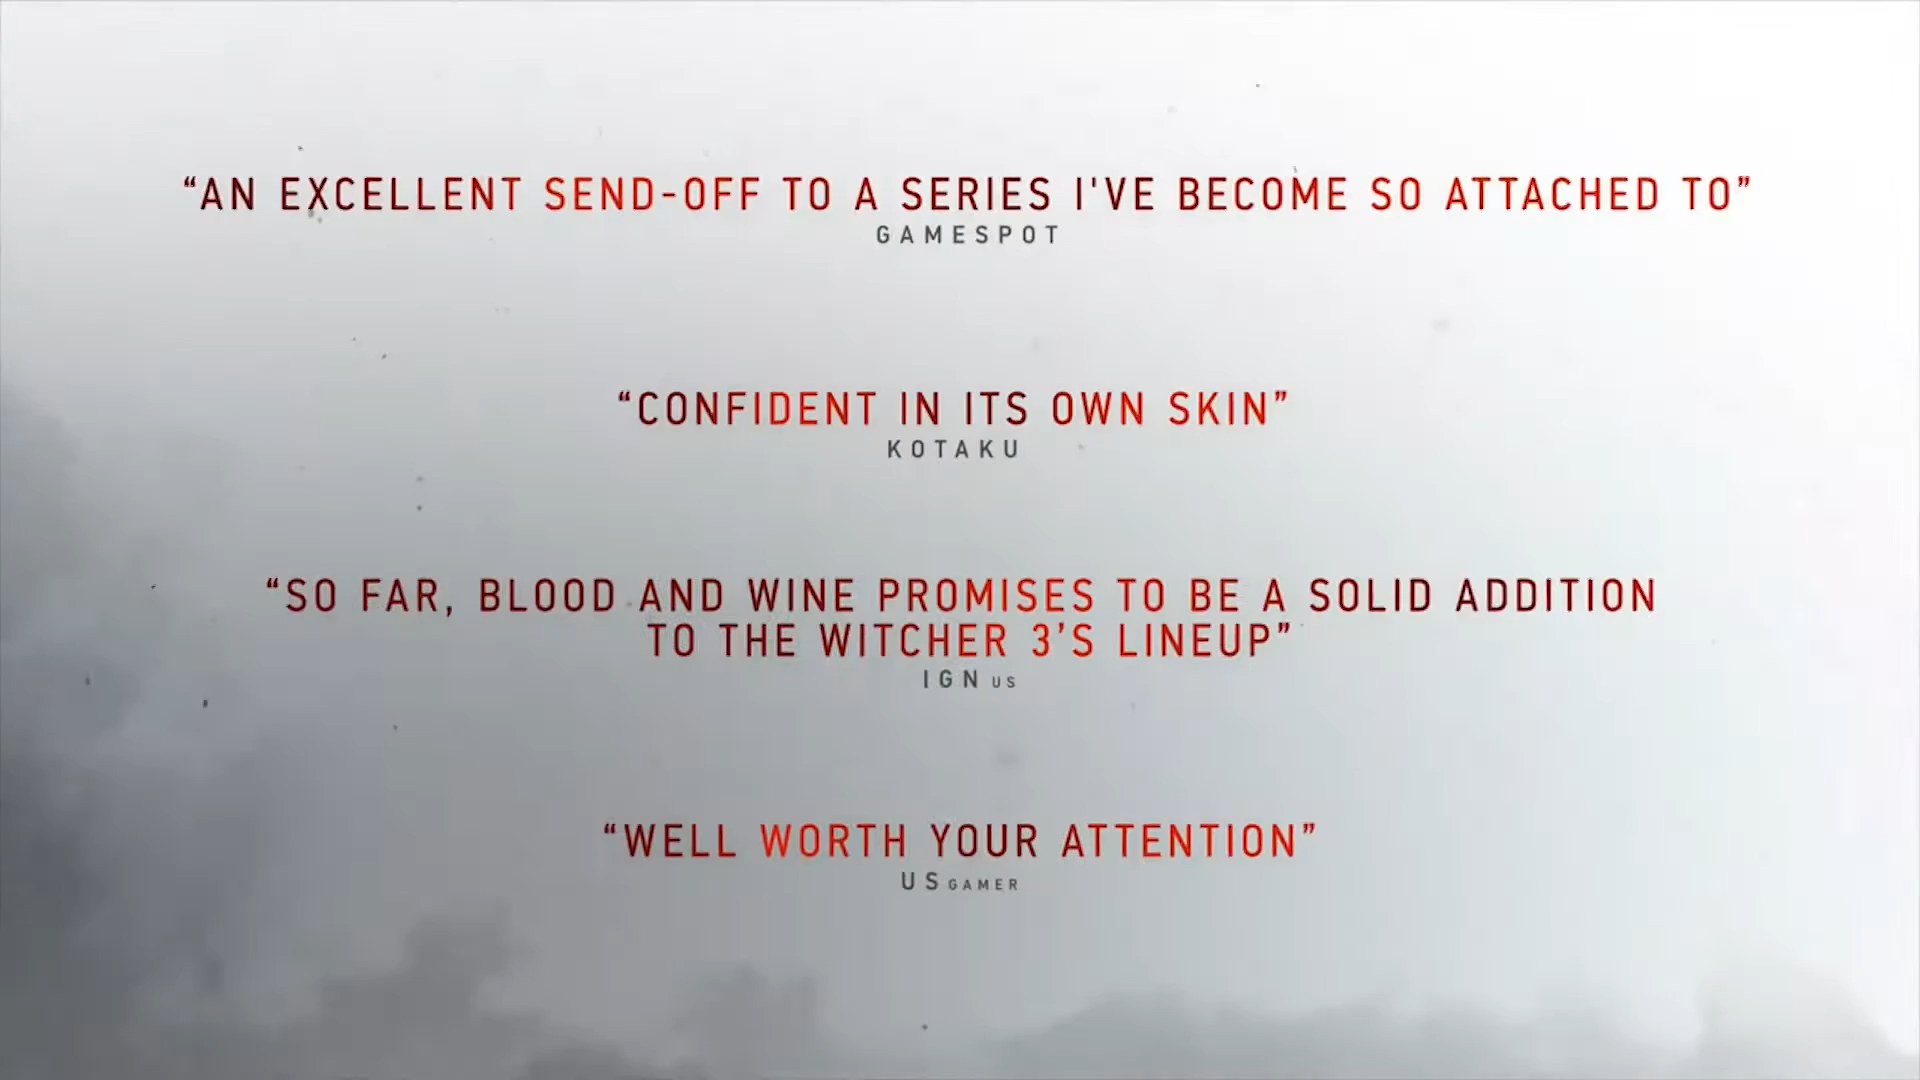 “AN EXCELLENT SEND-OFF TO A SERIES I'VE BECOME SO ATTACHED TO”
GAMESPOT
“CONFIDENT IN ITS OWN SKIN”
KOTAKU
“SO FAR, BLOOD AND WINE PROMISES TO BE A SOLID ADDITION
TO THE WITCHER 3’S LINEUP”
IGN US
“WELL WORTH YOUR ATTENTION”
US GAMER